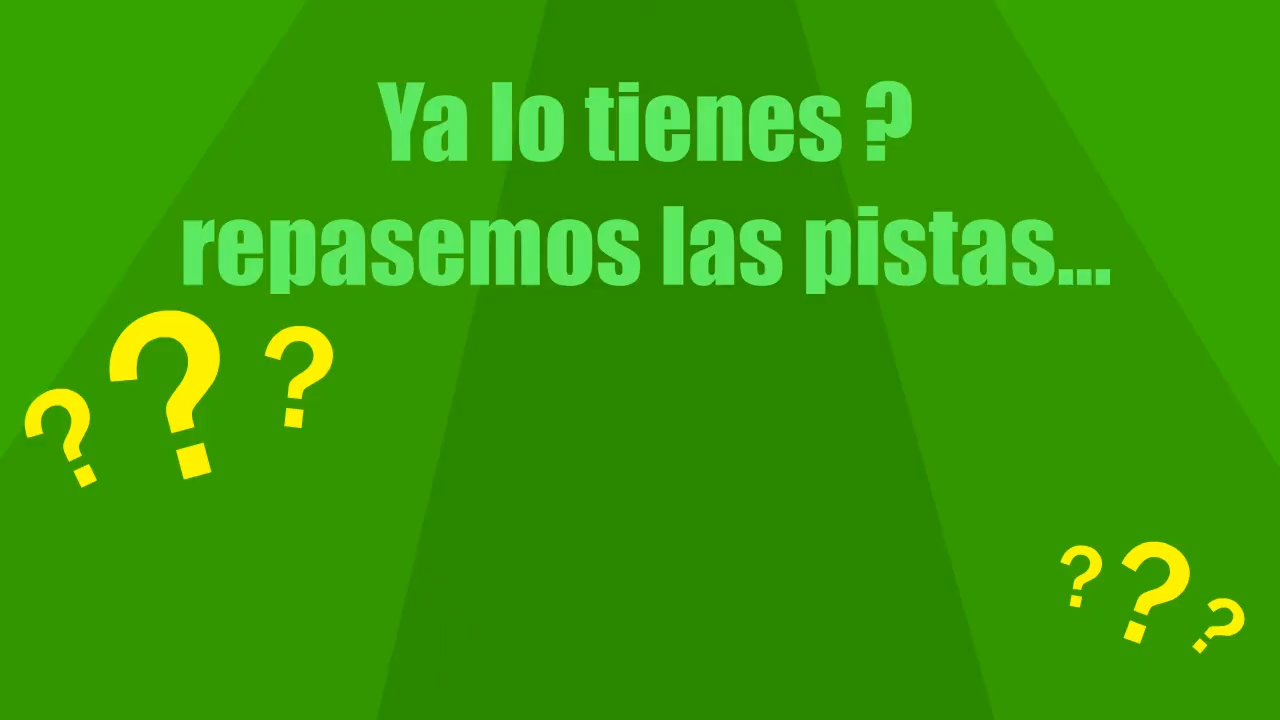 Ya lo tienes ?
repasemos las pistas...
? ? ?
? ? ?